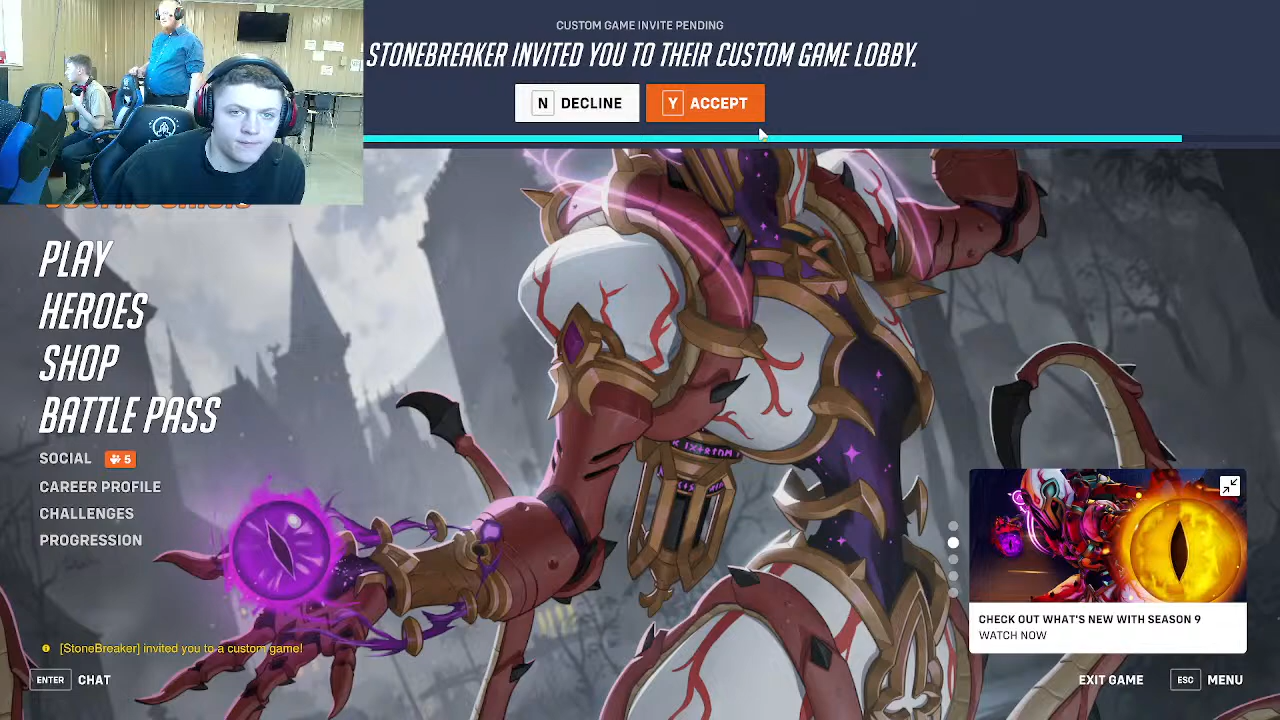 CUSTOM GAME INVITE PENDING
STONEBREAKER INVITED YOU TO THEIR CUSTOM GAME LOBBY.
N DECLINE
Y ACCEPT
PLAY
HEROES
SHOP
BATTLE PASS
SOCIAL 5
CAREER PROFILE
CHALLENGES
PROGRESSION
[StoneBreaker] invited you to a custom game!
ENTER CHAT
CHECK OUT WHAT'S NEW WITH SEASON 9
WATCH NOW
EXIT GAME
ESC MENU